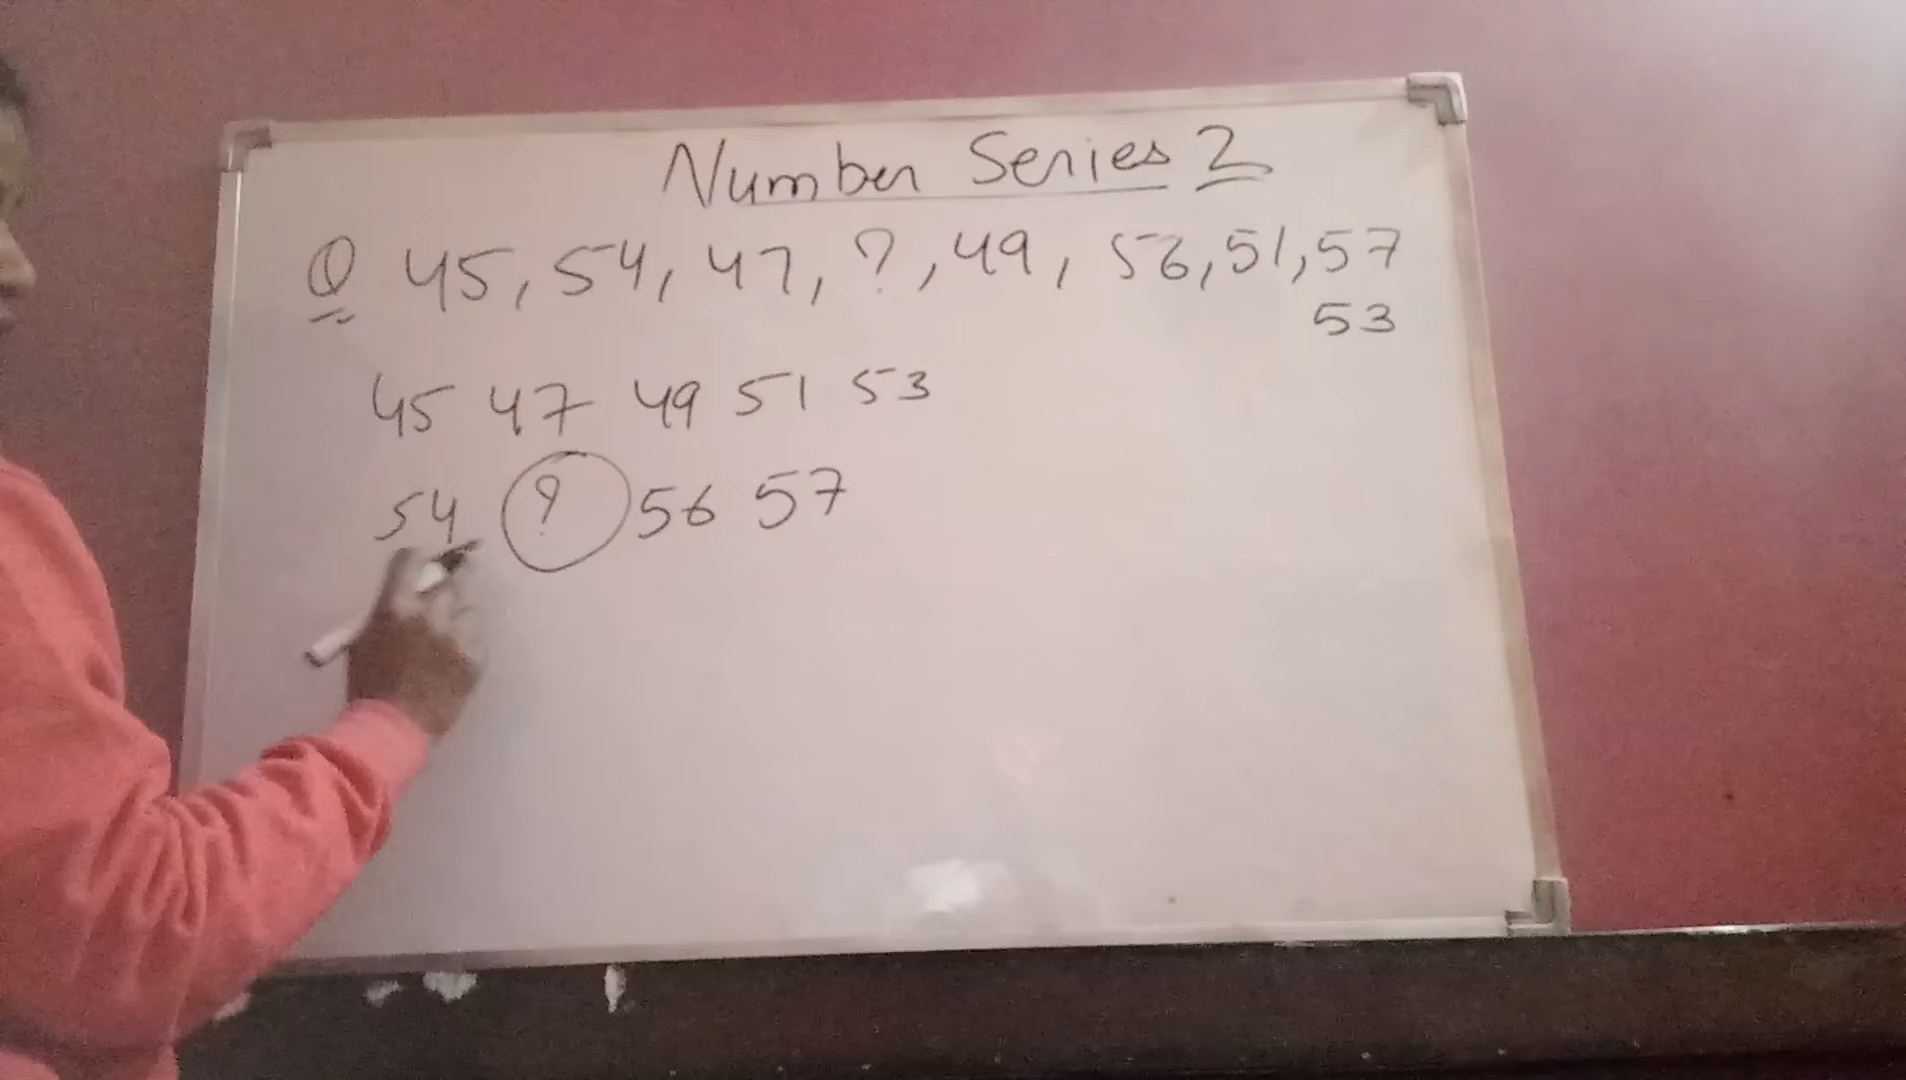 Number Series 2
Q 45, 54, 47, ?, 49, 56, 51, 57
53
45 47 49 51 53
54 ? 56 57